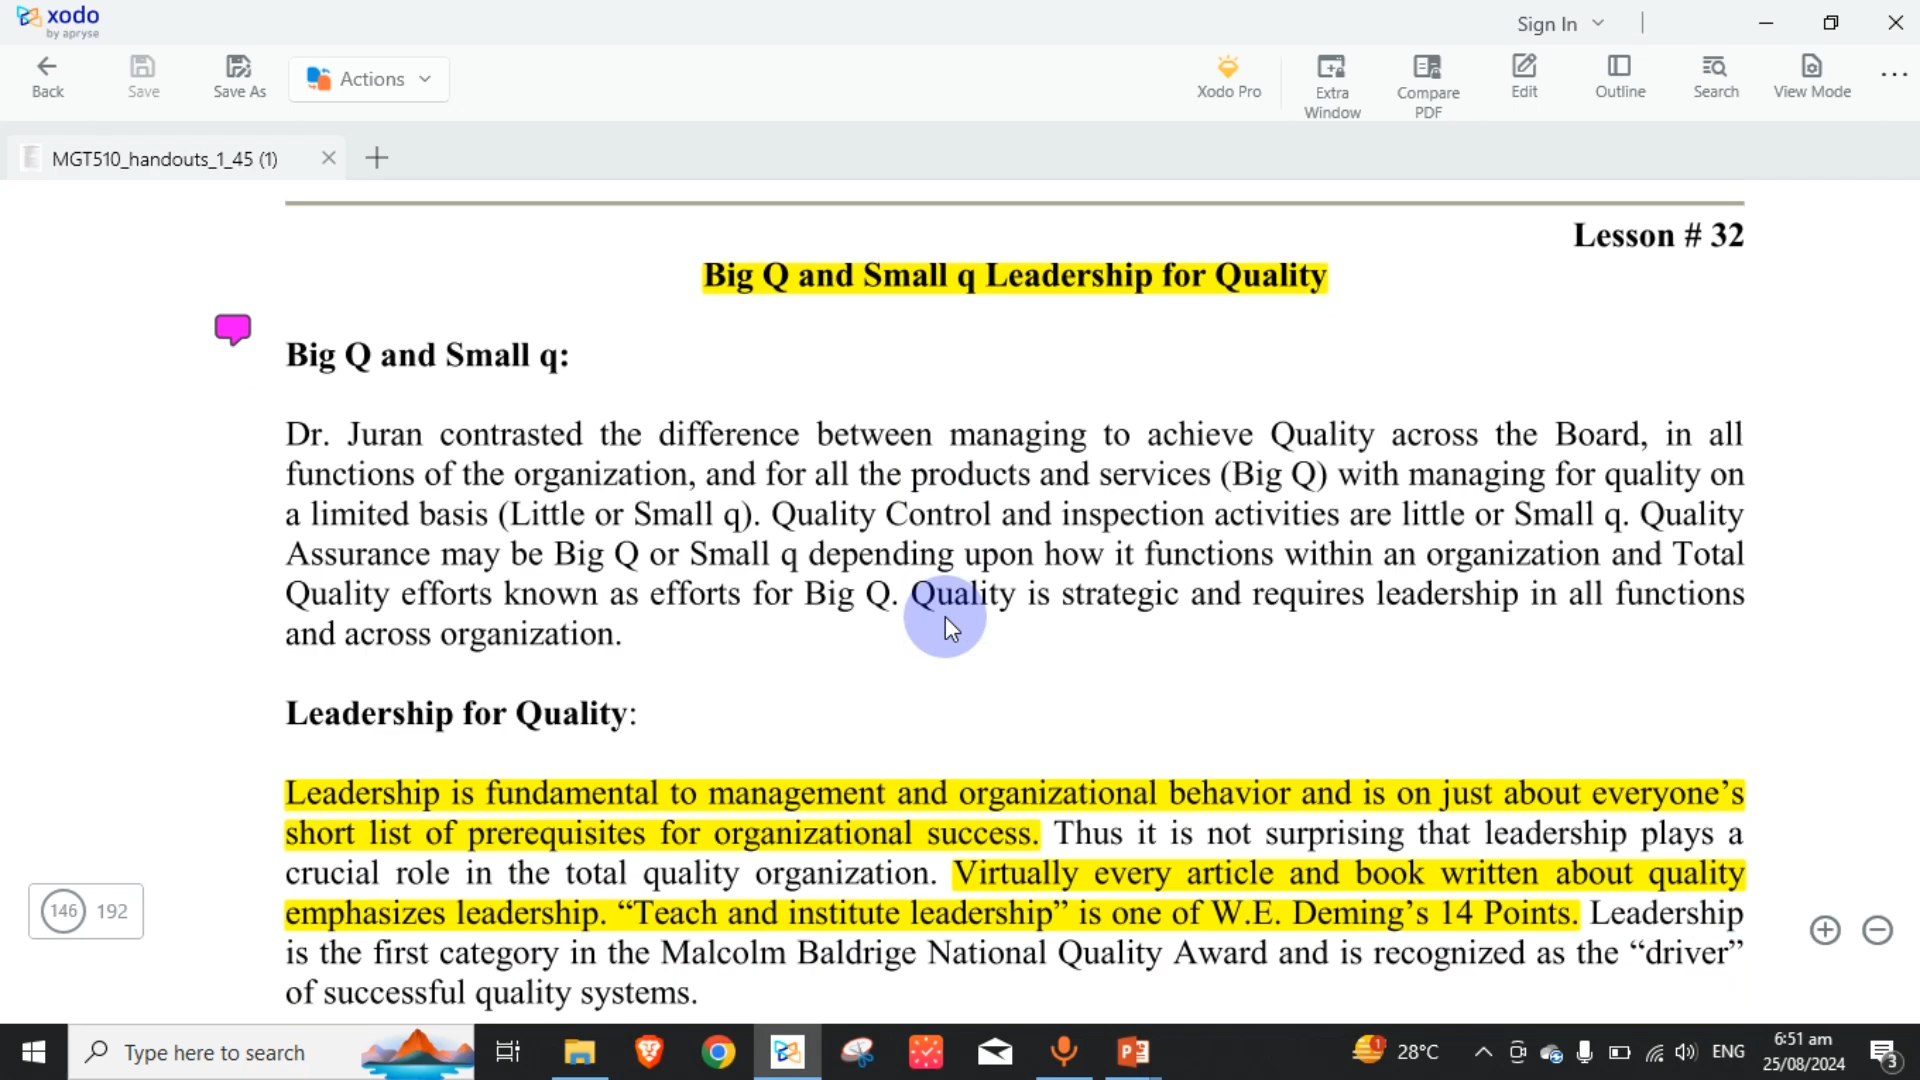 xodo
by apryse
Sign In
Back
Save
Save As
Actions
Xodo Pro
Extra Window
Compare PDF
Edit
Outline
Search
View Mode
MGT510_handouts_1_45 (1)
Lesson # 32
Big Q and Small q Leadership for Quality
Big Q and Small q:
Dr. Juran contrasted the difference between managing to achieve Quality across the Board, in all
functions of the organization, and for all the products and services (Big Q) with managing for quality on
a limited basis (Little or Small q). Quality Control and inspection activities are little or Small q. Quality
Assurance may be Big Q or Small q depending upon how it functions within an organization and Total
Quality efforts known as efforts for Big Q. Quality is strategic and requires leadership in all functions
and across organization.
Leadership for Quality:
Leadership is fundamental to management and organizational behavior and is on just about everyone’s
short list of prerequisites for organizational success. Thus it is not surprising that leadership plays a
crucial role in the total quality organization. Virtually every article and book written about quality
emphasizes leadership. “Teach and institute leadership” is one of W.E. Deming’s 14 Points. Leadership
is the first category in the Malcolm Baldrige National Quality Award and is recognized as the “driver”
of successful quality systems.
146 192
Type here to search
1
28°C
ENG
6:51 am
25/08/2024
3